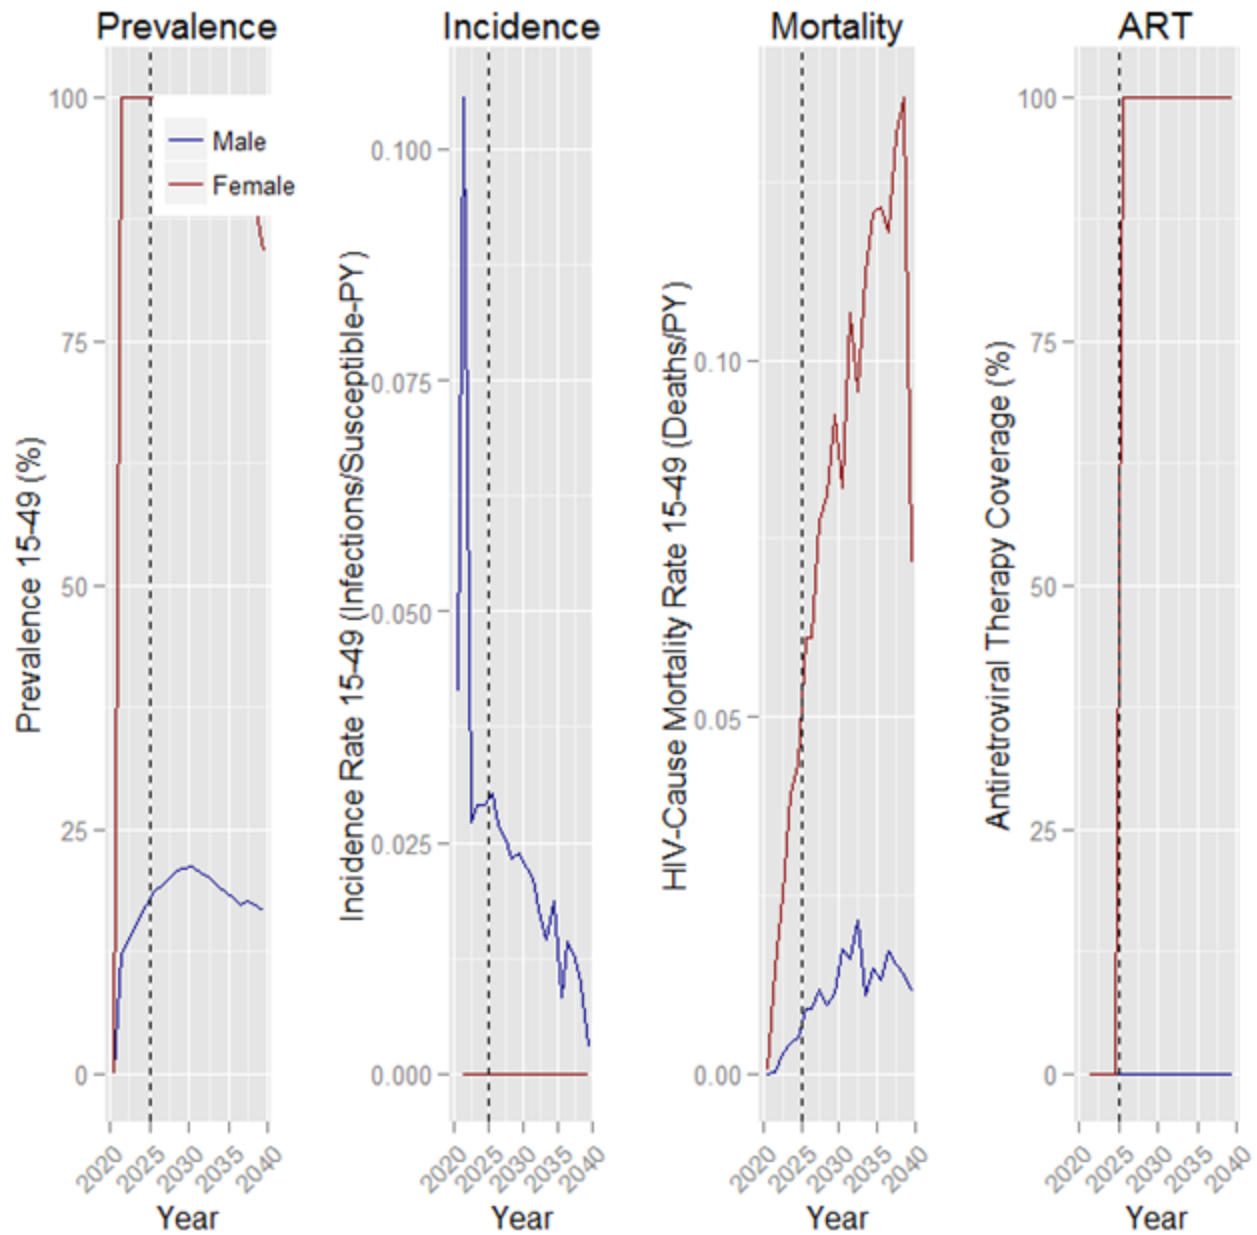 Prevalence
Incidence
Mortality
ART
Prevalence 15-49 (%)
100
75
50
25
0
Male
Female
2020
2025
2030
2035
2040
Year
Incidence Rate 15-49 (Infections/Susceptible-PY)
0.100
0.075
0.050
0.025
0.000
2020
2025
2030
2035
2040
Year
HIV-Cause Mortality Rate 15-49 (Deaths/PY)
0.10
0.05
0.00
2020
2025
2030
2035
2040
Year
Antiretroviral Therapy Coverage (%)
100
75
50
25
0
2020
2025
2030
2035
2040
Year